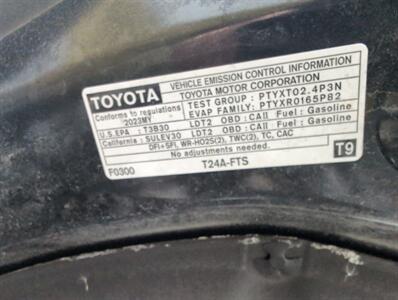 TOYOTA
VEHICLE EMISSION CONTROL INFORMATION
TOYOTA MOTOR CORPORATION
Conforms to regulations
2023MY
TEST GROUP : PTYXT02.4P3N
EVAP FAMILY: PTYXR0165P82
U.S.EPA : T3B30 LDT2 OBD :CAII Fuel : Gasoline
California : SULEV30 LDT2 OBD :CAII Fuel : Gasoline
DFI+SFI, WR-HO2S(2), TWC(2), TC, CAC
No adjustments needed.
F0300 T24A-FTS T9